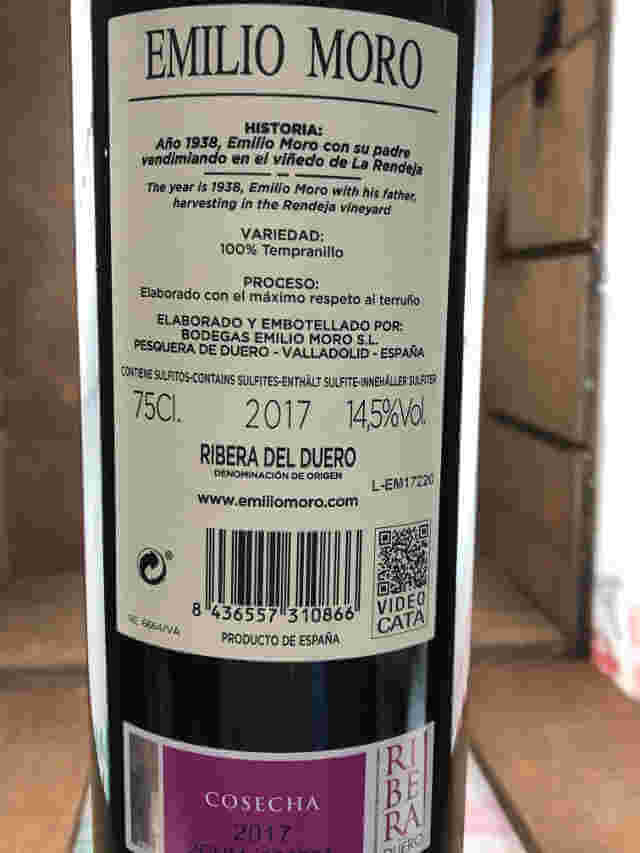 EMILIO MORO
HISTORIA:
Año 1938, Emilio Moro con su padre
vendimiando en el viñedo de La Rendeja
The year is 1938, Emilio Moro with his father,
harvesting in the Rendeja vineyard
VARIEDAD:
100% Tempranillo
PROCESO:
Elaborado con el máximo respeto al terruño
ELABORADO Y EMBOTELLADO POR:
BODEGAS EMILIO MORO S.L.
PESQUERA DE DUERO - VALLADOLID - ESPAÑA
CONTIENE SULFITOS-CONTAINS SULFITES-ENTHÄLT SULFITE-INNEHÅLLER SULFITER
75Cl. 2017 14,5%Vol.
RIBERA DEL DUERO
DENOMINACIÓN DE ORIGEN
L-EM17220
www.emiliomoro.com
8 436557 310866
VIDEO
CATA
PRODUCTO DE ESPAÑA
COSECHA
2017
RI
BE
RA
DUERO